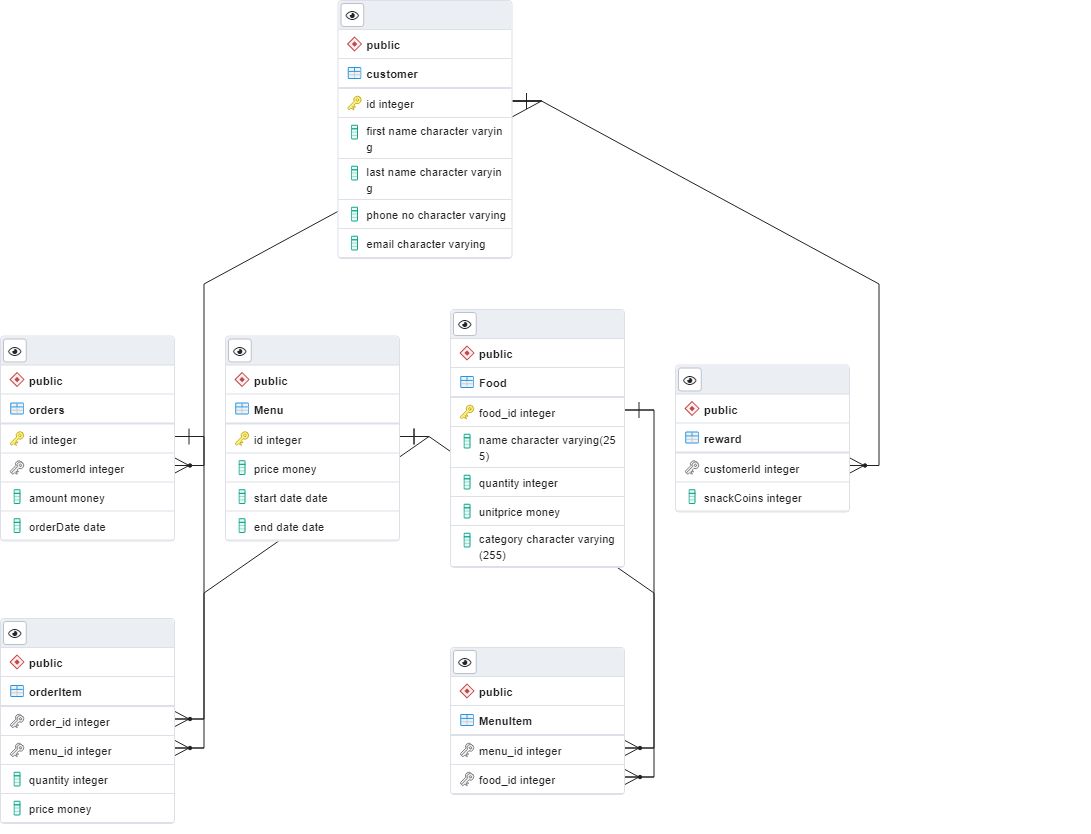 public
customer
id integer
first name character varyin
g
last name character varyin
g
phone no character varying
email character varying
public
orders
id integer
customerId integer
amount money
orderDate date
public
Menu
id integer
price money
start date date
end date date
public
Food
food_id integer
name character varying(25
5)
quantity integer
unitprice money
category character varying
(255)
public
reward
customerId integer
snackCoins integer
public
orderItem
order_id integer
menu_id integer
quantity integer
price money
public
MenuItem
menu_id integer
food_id integer